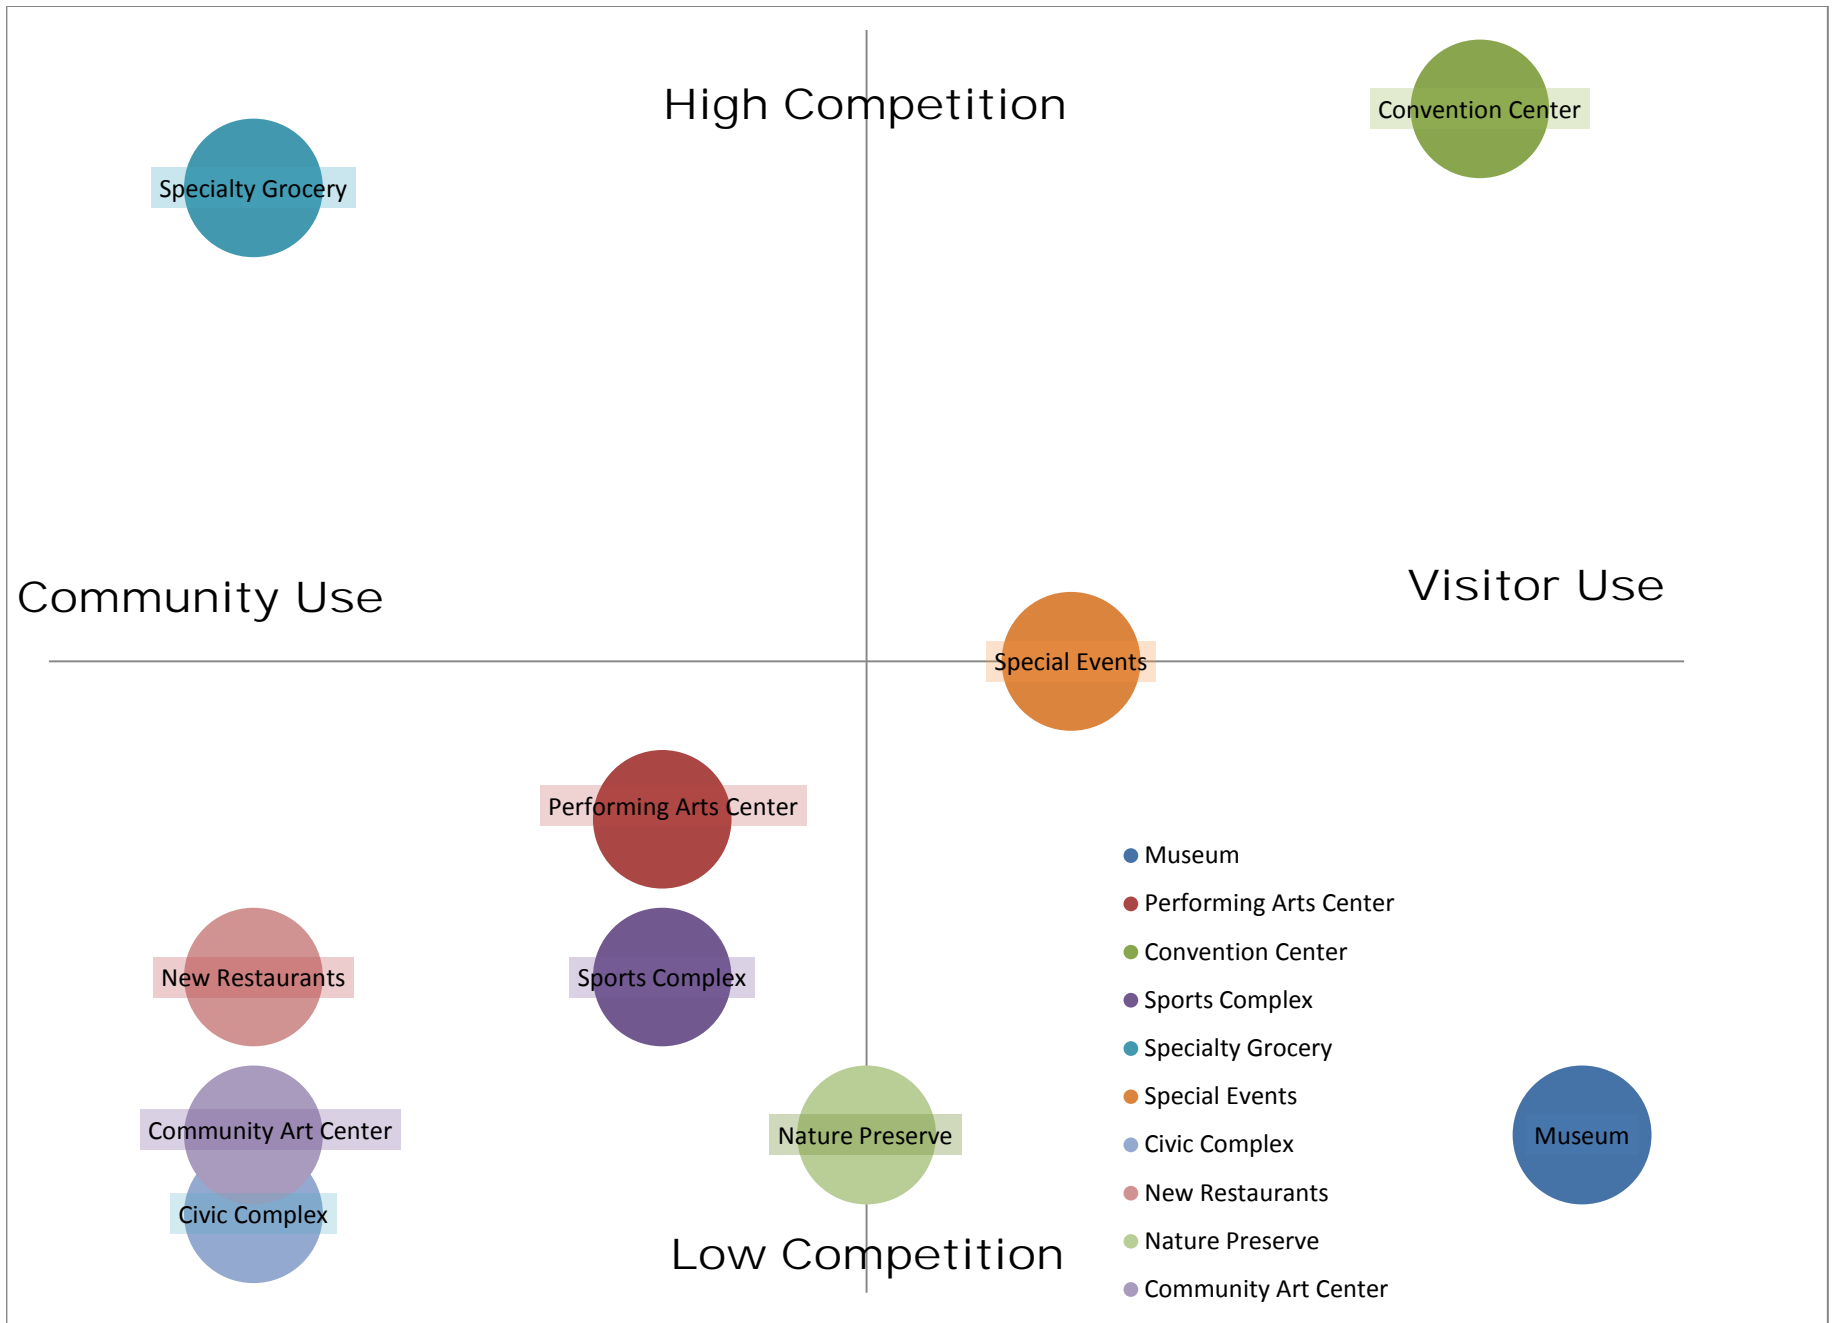 High Competition
Convention Center
Specialty Grocery
Community Use
Visitor Use
Special Events
Performing Arts Center
New Restaurants
Sports Complex
Community Art Center
Nature Preserve
Museum
Civic Complex
Low Competition
Museum
Performing Arts Center
Convention Center
Sports Complex
Specialty Grocery
Special Events
Civic Complex
New Restaurants
Nature Preserve
Community Art Center